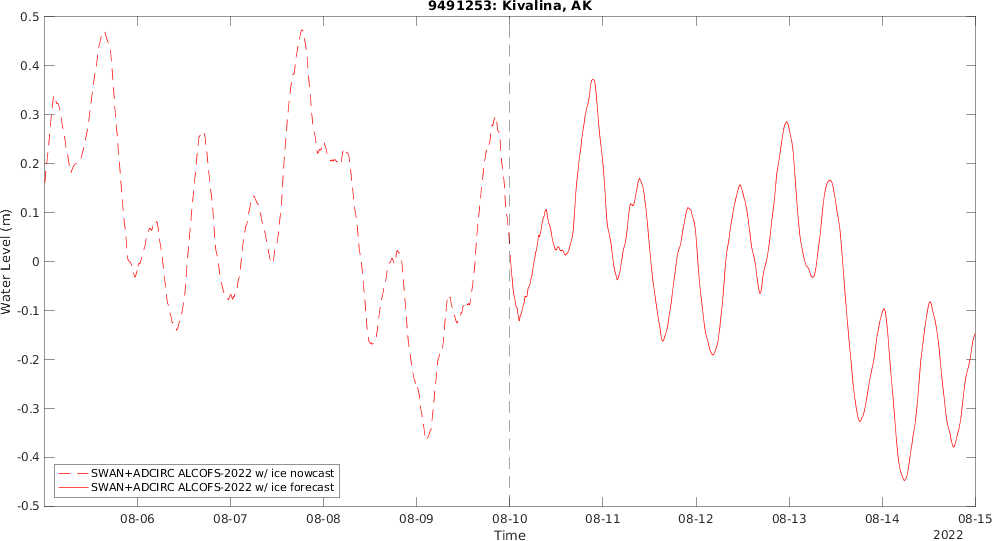 9491253: Kivalina, AK
0.5
0.4
0.3
0.2
0.1
0
-0.1
-0.2
-0.3
-0.4
-0.5
Water Level (m)
SWAN+ADCIRC ALCOFS-2022 w/ ice nowcast
SWAN+ADCIRC ALCOFS-2022 w/ ice forecast
08-06 08-07 08-08 08-09 08-10 08-11 08-12 08-13 08-14 08-15
Time
2022